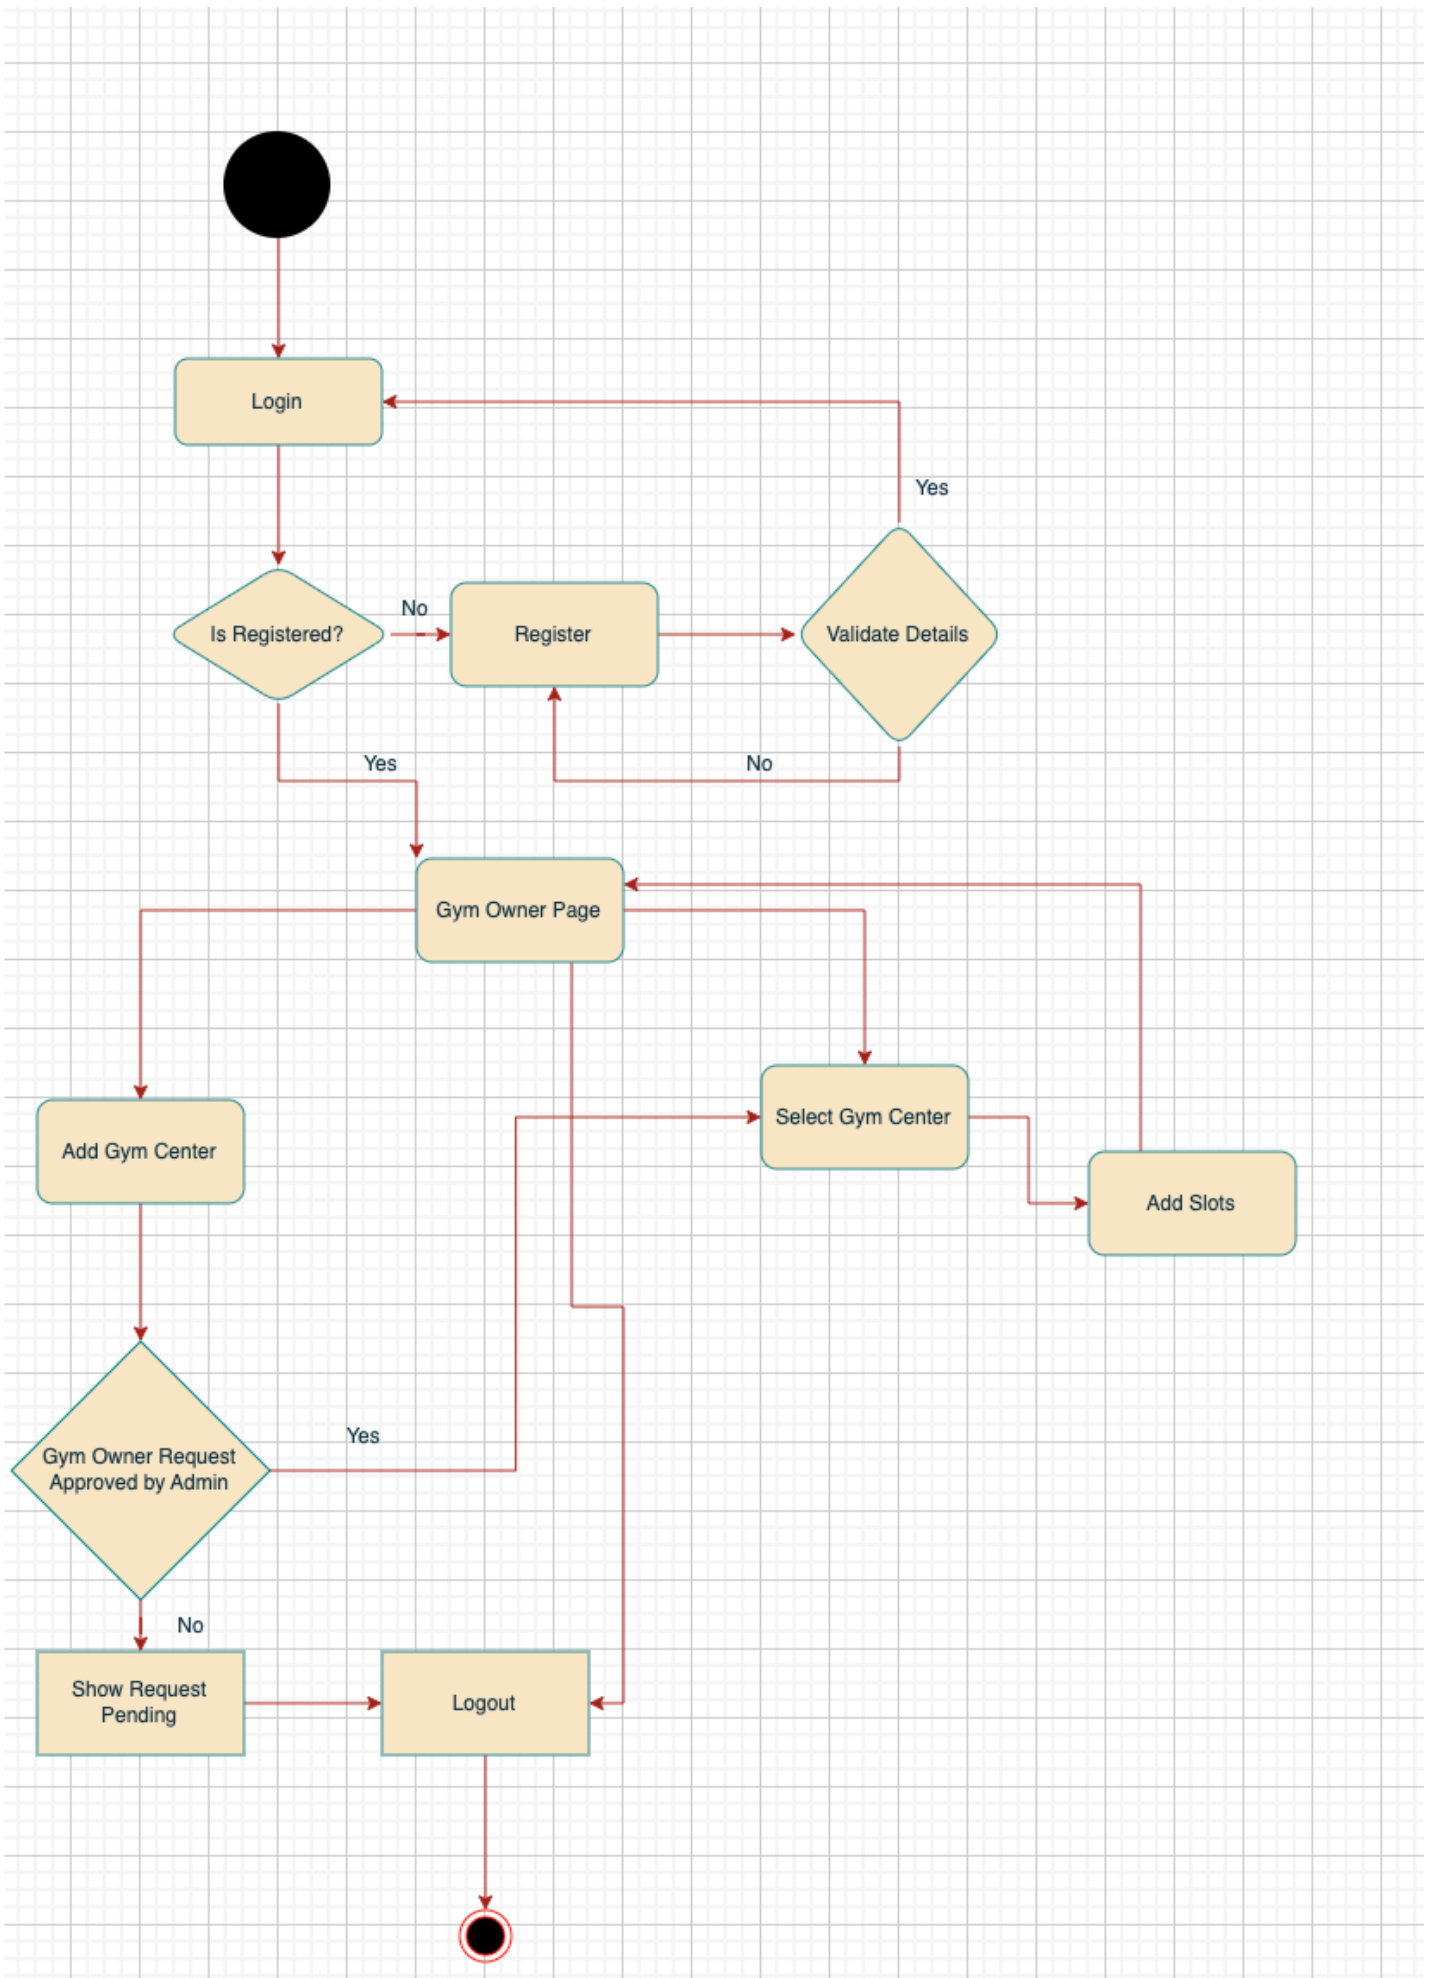 Login
Yes
Is Registered?
No
Register
Validate Details
Yes
No
Gym Owner Page
Add Gym Center
Select Gym Center
Add Slots
Gym Owner Request
Approved by Admin
Yes
No
Show Request
Pending
Logout